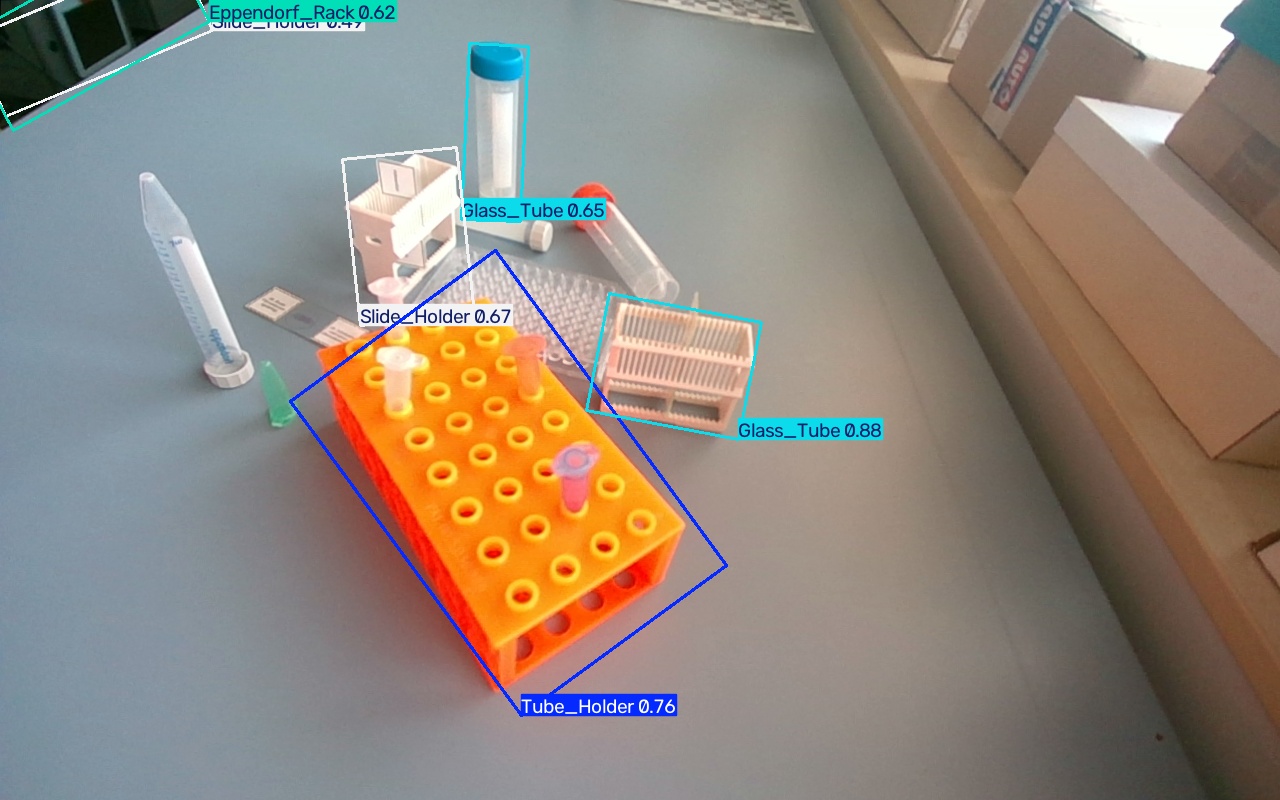 Eppendorf_Rack 0.62
Slide_Holder 0.49
Glass_Tube 0.65
Slide_Holder 0.67
Glass_Tube 0.88
Tube_Holder 0.76